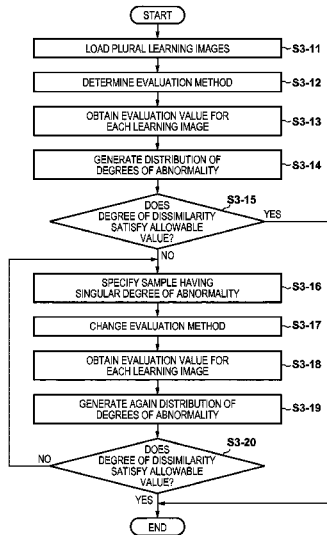 START
LOAD PLURAL LEARNING IMAGES
S3-11
DETERMINE EVALUATION METHOD
S3-12
OBTAIN EVALUATION VALUE FOR
EACH LEARNING IMAGE
S3-13
GENERATE DISTRIBUTION OF
DEGREES OF ABNORMALITY
S3-14
S3-15
DOES
DEGREE OF DISSIMILARITY
SATISFY ALLOWABLE
VALUE?
YES
NO
SPECIFY SAMPLE HAVING
SINGULAR DEGREE OF ABNORMALITY
S3-16
CHANGE EVALUATION METHOD
S3-17
OBTAIN EVALUATION VALUE FOR
EACH LEARNING IMAGE
S3-18
GENERATE AGAIN DISTRIBUTION OF
DEGREES OF ABNORMALITY
S3-19
S3-20
DOES
DEGREE OF DISSIMILARITY
SATISFY ALLOWABLE
VALUE?
NO
YES
END